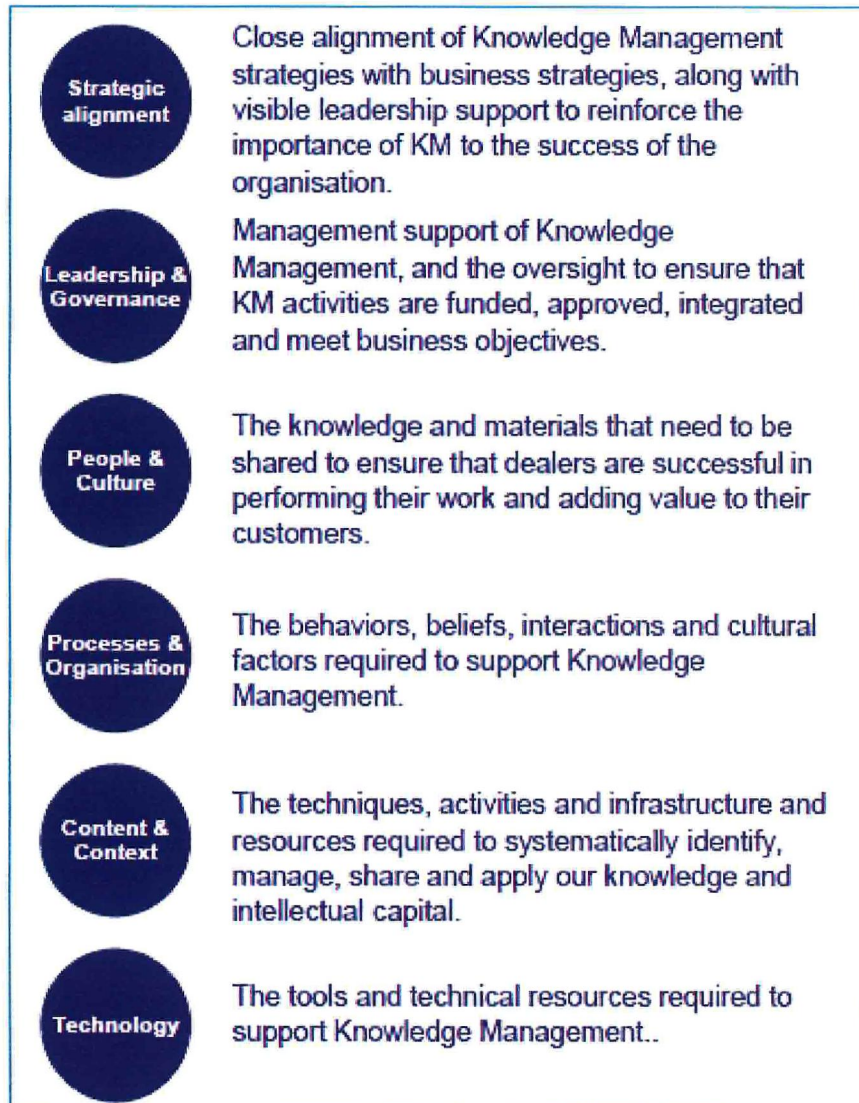 Strategic
alignment
Close alignment of Knowledge Management
strategies with business strategies, along with
visible leadership support to reinforce the
importance of KM to the success of the
organisation.
Leadership &
Governance
Management support of Knowledge
Management, and the oversight to ensure that
KM activities are funded, approved, integrated
and meet business objectives.
People &
Culture
The knowledge and materials that need to be
shared to ensure that dealers are successful in
performing their work and adding value to their
customers.
Processes &
Organisation
The behaviors, beliefs, interactions and cultural
factors required to support Knowledge
Management.
Content &
Context
The techniques, activities and infrastructure and
resources required to systematically identify,
manage, share and apply our knowledge and
intellectual capital.
Technology
The tools and technical resources required to
support Knowledge Management..